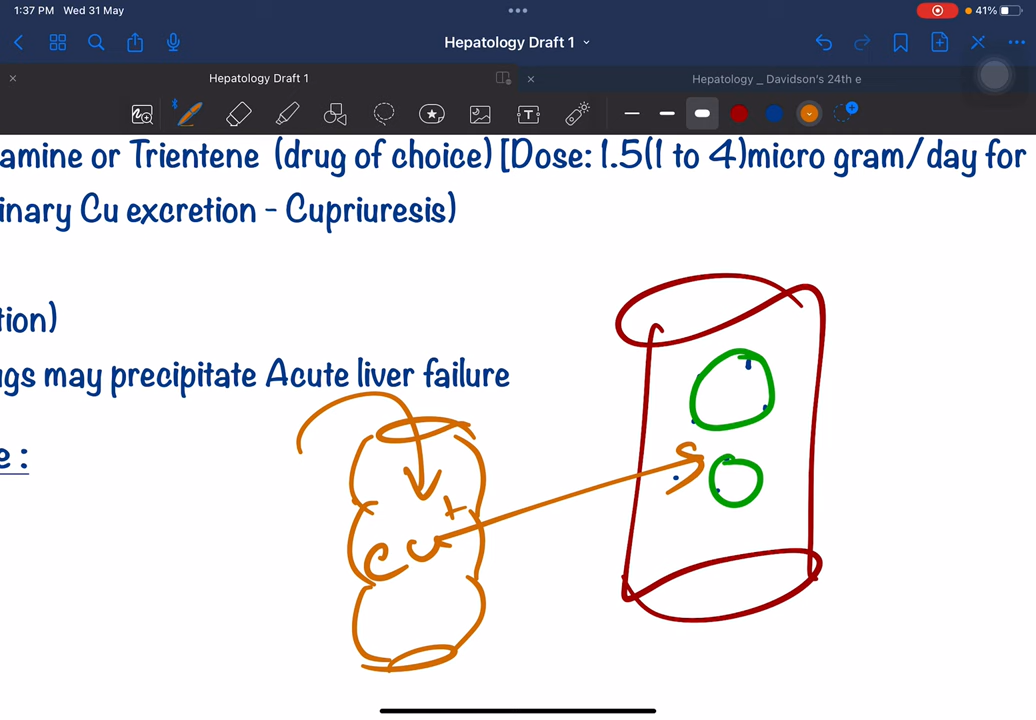 1:37 PM Wed 31 May
41%
Hepatology Draft 1
Hepatology Draft 1
Hepatology _ Davidson's 24th e
amine or Trientene (drug of choice) [Dose: 1.5(1 to 4)micro gram/day for
inary Cu excretion - Cupriuresis)
tion)
ugs may precipitate Acute liver failure
e :
Cu+